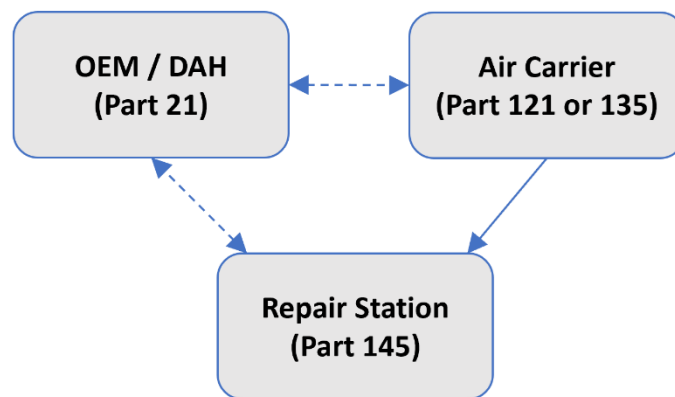 OEM / DAH
(Part 21)
Air Carrier
(Part 121 or 135)
Repair Station
(Part 145)